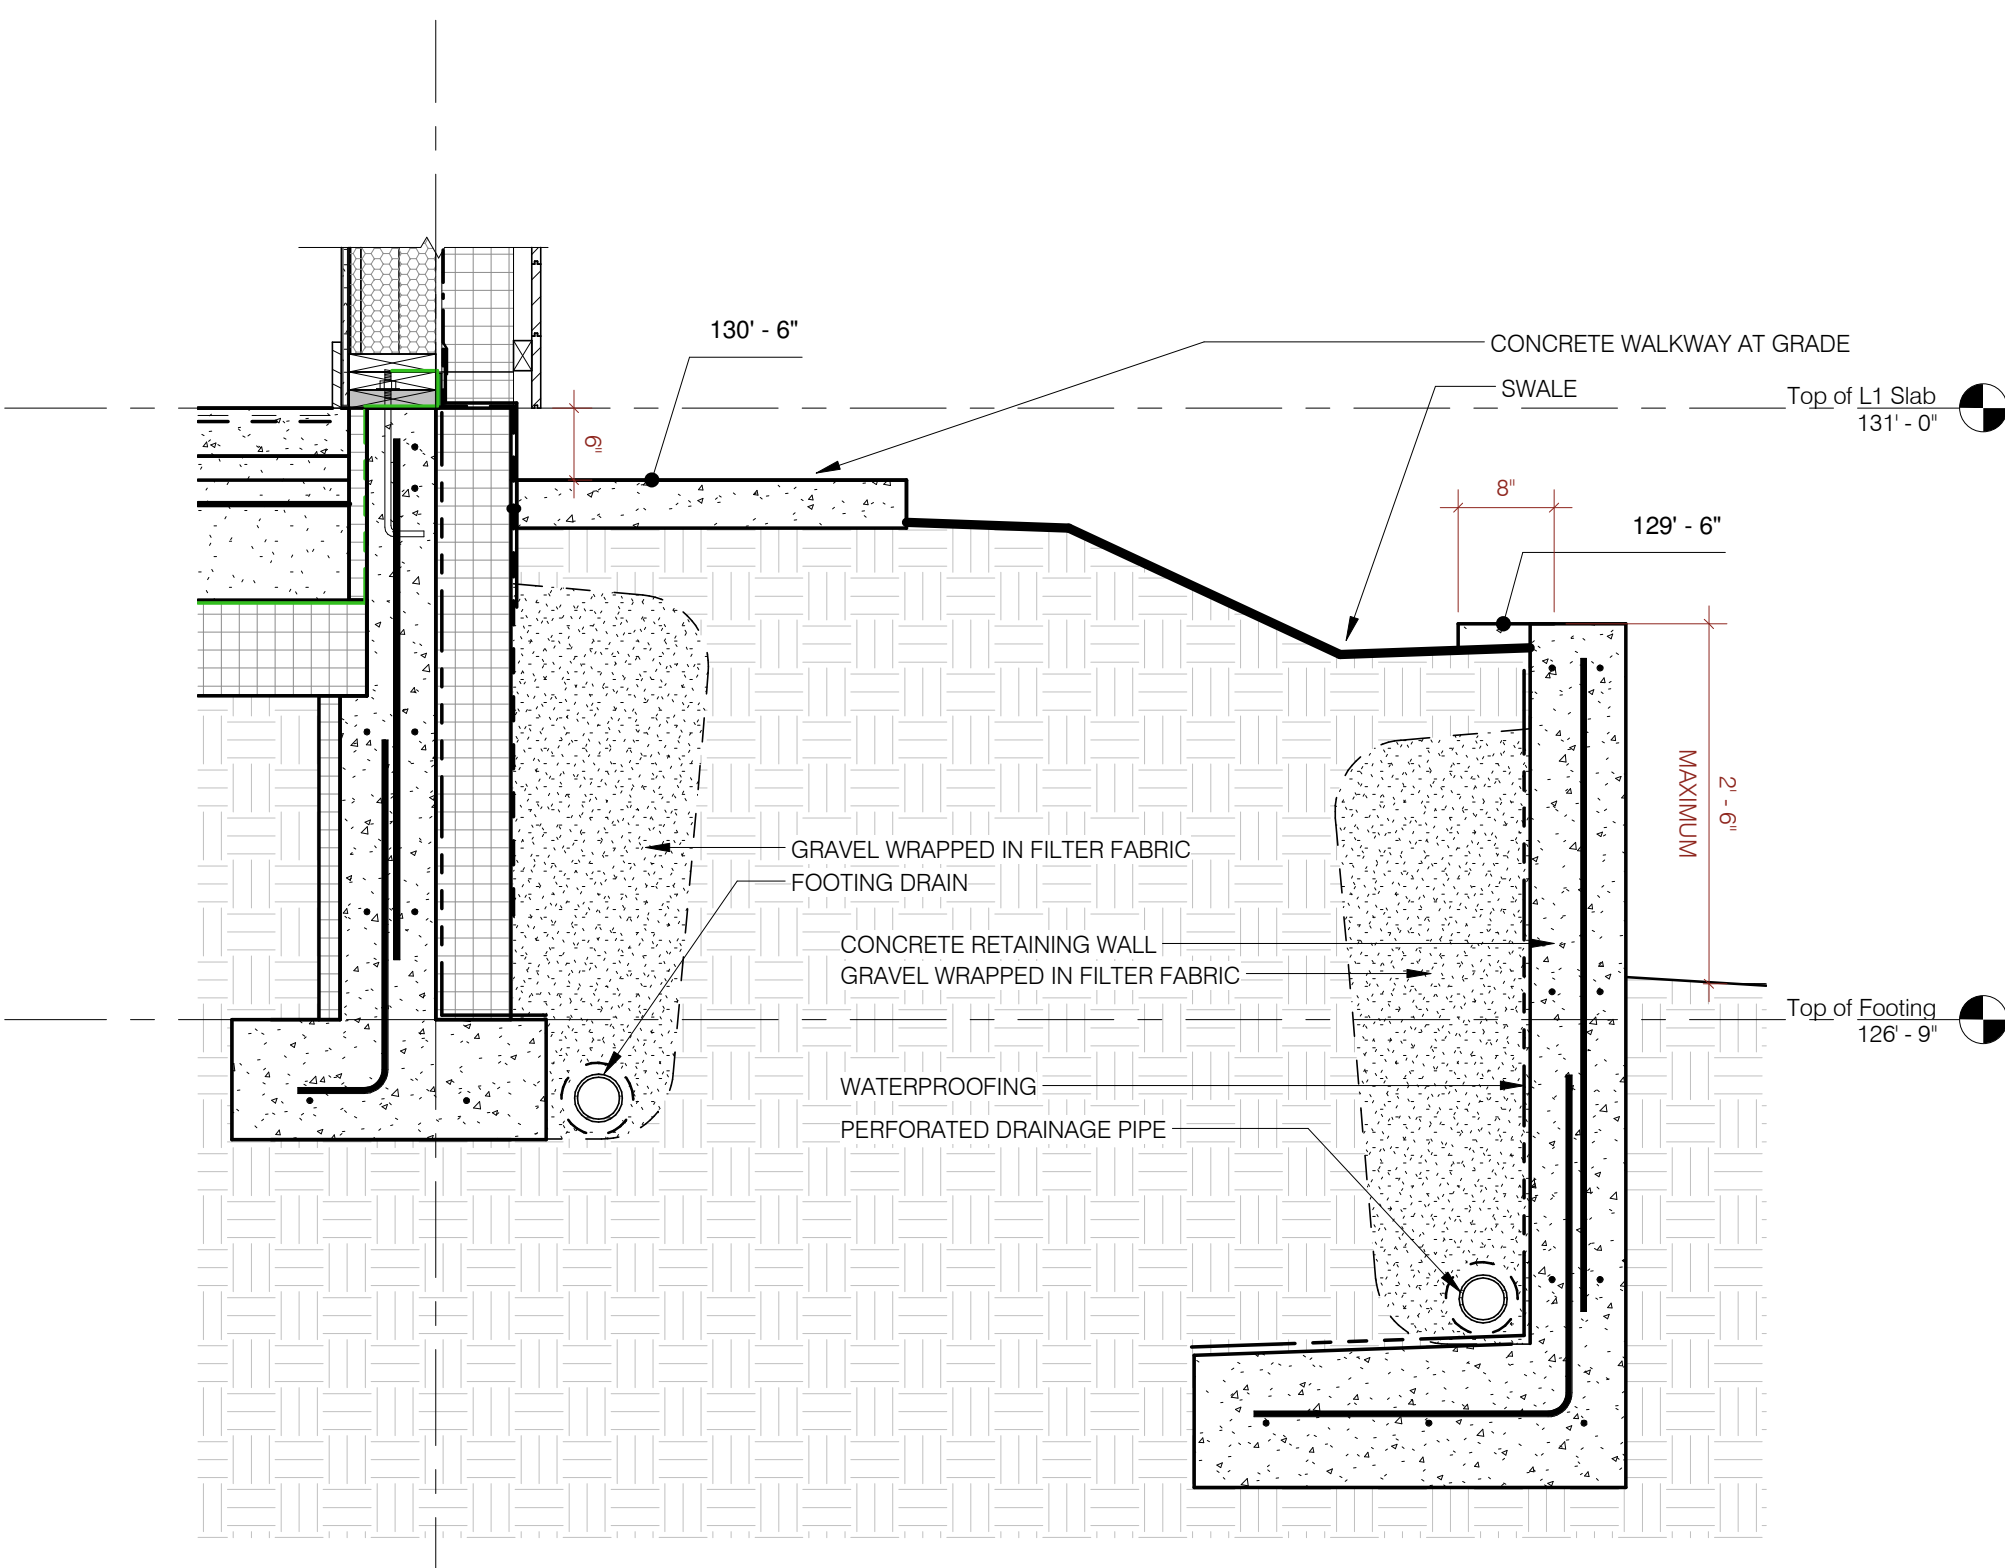 130' - 6"
CONCRETE WALKWAY AT GRADE
SWALE
Top of L1 Slab
131' - 0"
6"
8"
129' - 6"
2' - 6"
MAXIMUM
GRAVEL WRAPPED IN FILTER FABRIC
FOOTING DRAIN
CONCRETE RETAINING WALL
GRAVEL WRAPPED IN FILTER FABRIC
Top of Footing
126' - 9"
WATERPROOFING
PERFORATED DRAINAGE PIPE